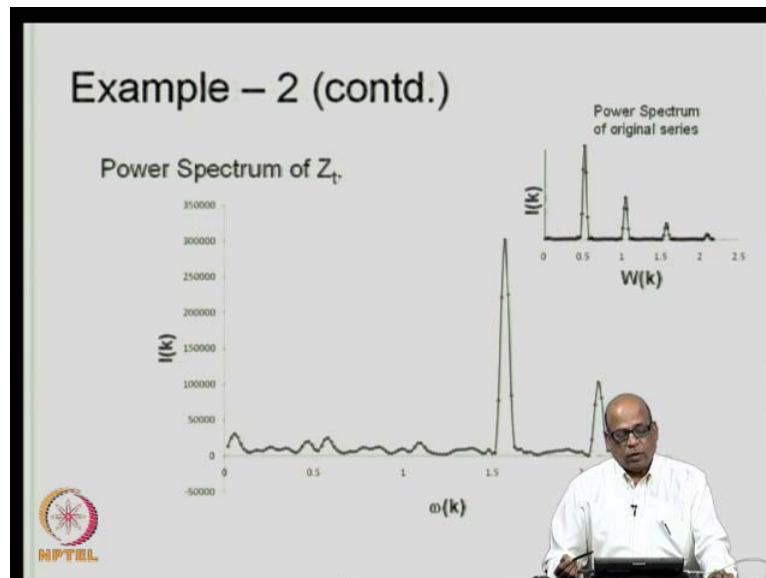 Example – 2 (contd.)
Power Spectrum
of original series
Power Spectrum of Zt.
I(k)
0 0.5 1 1.5 2 2.5
W(k)
350000
300000
250000
200000
150000
100000
50000
0
-50000
I(k)
0 0.5 1 1.5
ω(k)
NPTEL